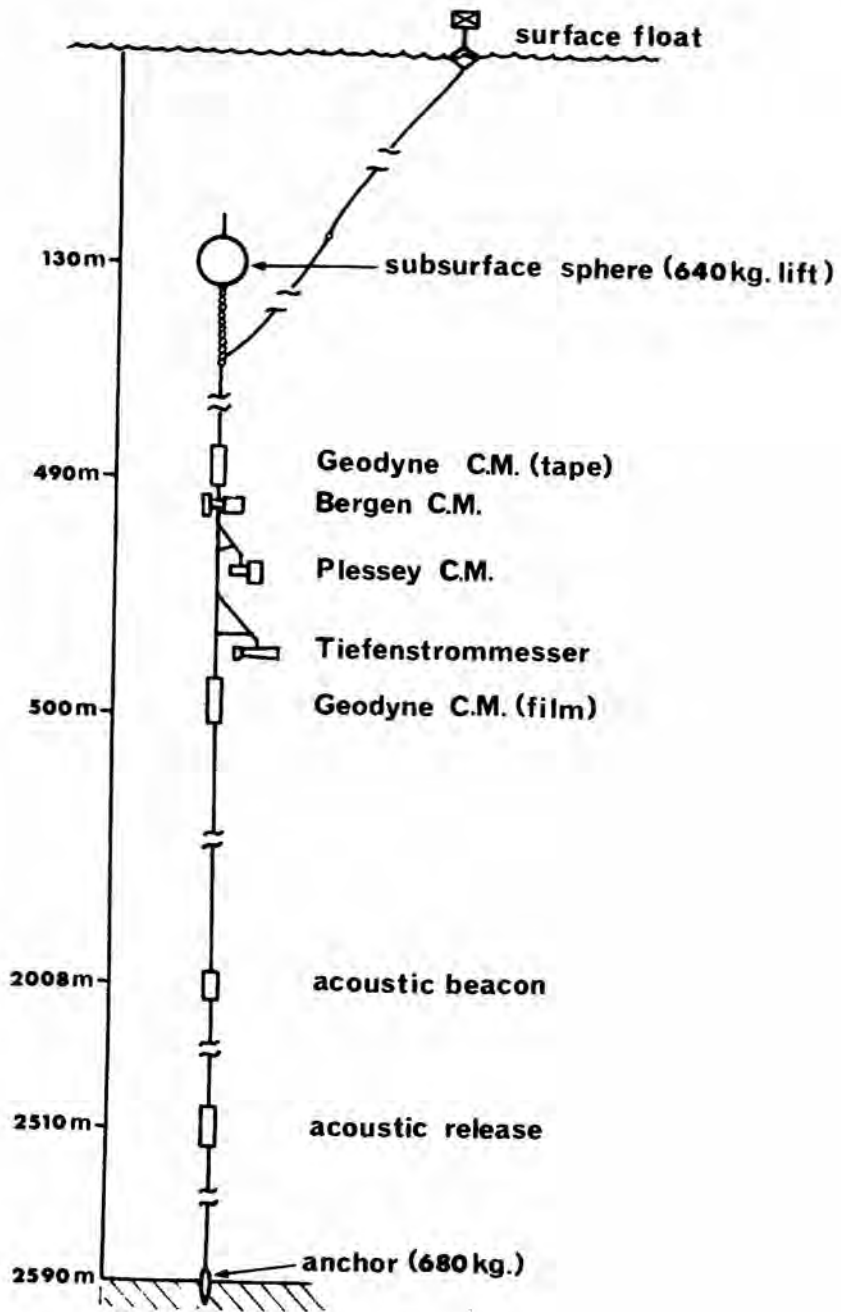 surface float
130m
subsurface sphere (640kg. lift)
490m
Geodyne C.M. (tape)
Bergen C.M.
Plessey C.M.
Tiefenstrommesser
500m
Geodyne C.M. (film)
2008m
acoustic beacon
2510m
acoustic release
anchor (680kg.)
2590m